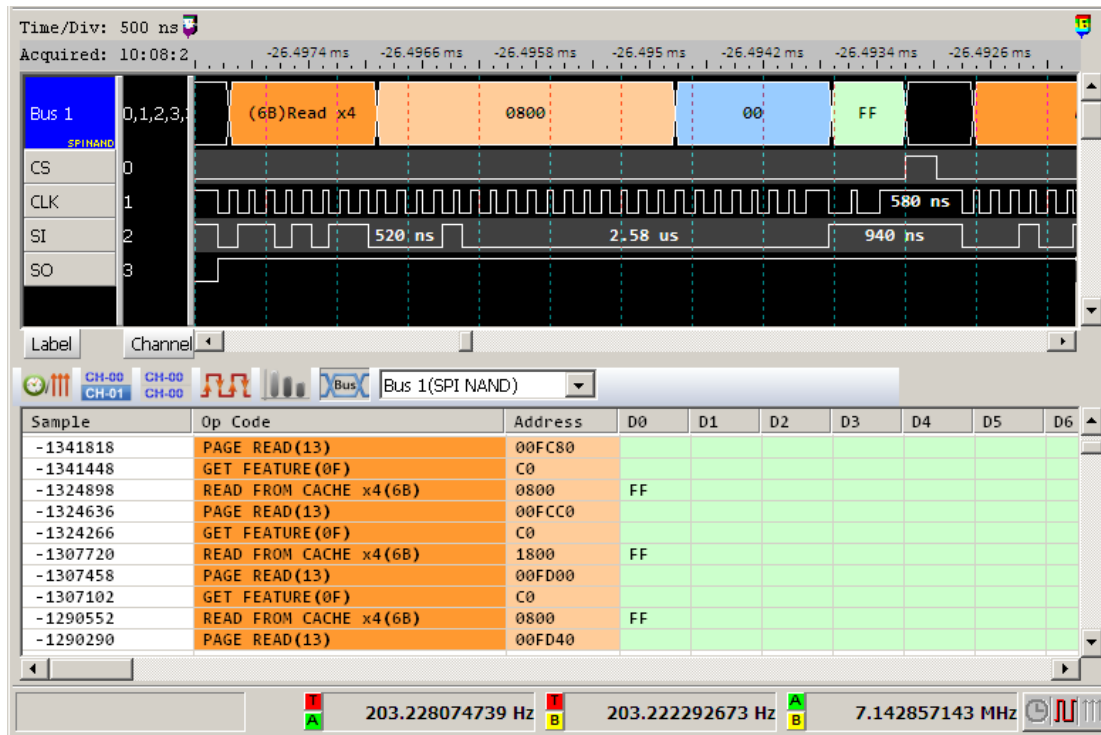 Time/Div: 500 ns
Acquired: 10:08:2
-26.4974 ms -26.4966 ms -26.4958 ms -26.495 ms -26.4942 ms -26.4934 ms -26.4926 ms
Bus 1 0,1,2,3, (6B)Read x4 0800 00 FF
SPINAND
CS 0
CLK 1 580 ns
SI 2 520 ns 2.58 us 940 ns
SO 3
Label Channel
CH-00 CH-00 Bus Bus 1(SPI NAND)
CH-01 CH-00
Sample Op Code Address D0 D1 D2 D3 D4 D5 D6
-1341818 PAGE READ(13) 00FC80
-1341448 GET FEATURE(0F) C0
-1324898 READ FROM CACHE x4(6B) 0800 FF
-1324636 PAGE READ(13) 00FCC0
-1324266 GET FEATURE(0F) C0
-1307720 READ FROM CACHE x4(6B) 1800 FF
-1307458 PAGE READ(13) 00FD00
-1307102 GET FEATURE(0F) C0
-1290552 READ FROM CACHE x4(6B) 0800 FF
-1290290 PAGE READ(13) 00FD40
T A 203.228074739 Hz T B 203.222292673 Hz A B 7.142857143 MHz